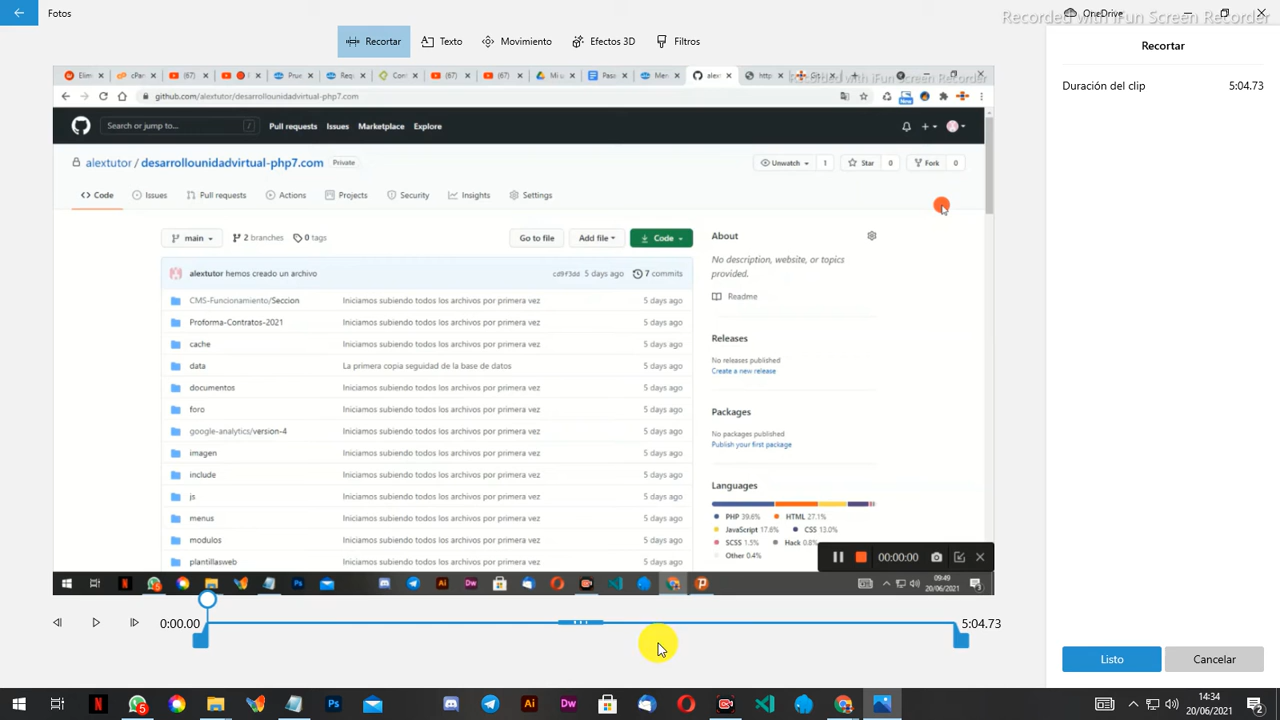 Fotos
OneDrive
Recorded with iFun Screen Recorder
Recortar
Texto
Movimiento
Efectos 3D
Filtros
Recortar
Duración del clip 5:04.73
github.com/alextutor/desarrollounidadvirtual-php7.com
Search or jump to... /
Pull requests
Issues
Marketplace
Explore
alextutor / desarrollounidadvirtual-php7.com Private
Unwatch 1
Star 0
Fork 0
Code
Issues
Pull requests
Actions
Projects
Security
Insights
Settings
main
2 branches
0 tags
Go to file
Add file
Code
alextutor hemos creado un archivo cd9f3dd 5 days ago 7 commits
CMS-Funcionamiento/Seccion Iniciamos subiendo todos los archivos por primera vez 5 days ago
Proforma-Contratos-2021 Iniciamos subiendo todos los archivos por primera vez 5 days ago
cache Iniciamos subiendo todos los archivos por primera vez 5 days ago
data La primera copia seguidad de la base de datos 5 days ago
documentos Iniciamos subiendo todos los archivos por primera vez 5 days ago
foro Iniciamos subiendo todos los archivos por primera vez 5 days ago
google-analytics/version-4 Iniciamos subiendo todos los archivos por primera vez 5 days ago
imagen Iniciamos subiendo todos los archivos por primera vez 5 days ago
include Iniciamos subiendo todos los archivos por primera vez 5 days ago
js Iniciamos subiendo todos los archivos por primera vez 5 days ago
menus Iniciamos subiendo todos los archivos por primera vez 5 days ago
modulos Iniciamos subiendo todos los archivos por primera vez 5 days ago
plantillasweb Iniciamos subiendo todos los archivos por primera vez 5 days ago
About
No description, website, or topics
provided.
Readme
Releases
No releases published
Create a new release
Packages
No packages published
Publish your first package
Languages
PHP 39.6% HTML 27.1%
JavaScript 17.6% CSS 13.0%
SCSS 1.5% Hack 0.8%
Other 0.4%
00:00:00
09:49
20/06/2021
0:00.00
5:04.73
Listo
Cancelar
14:34
20/06/2021